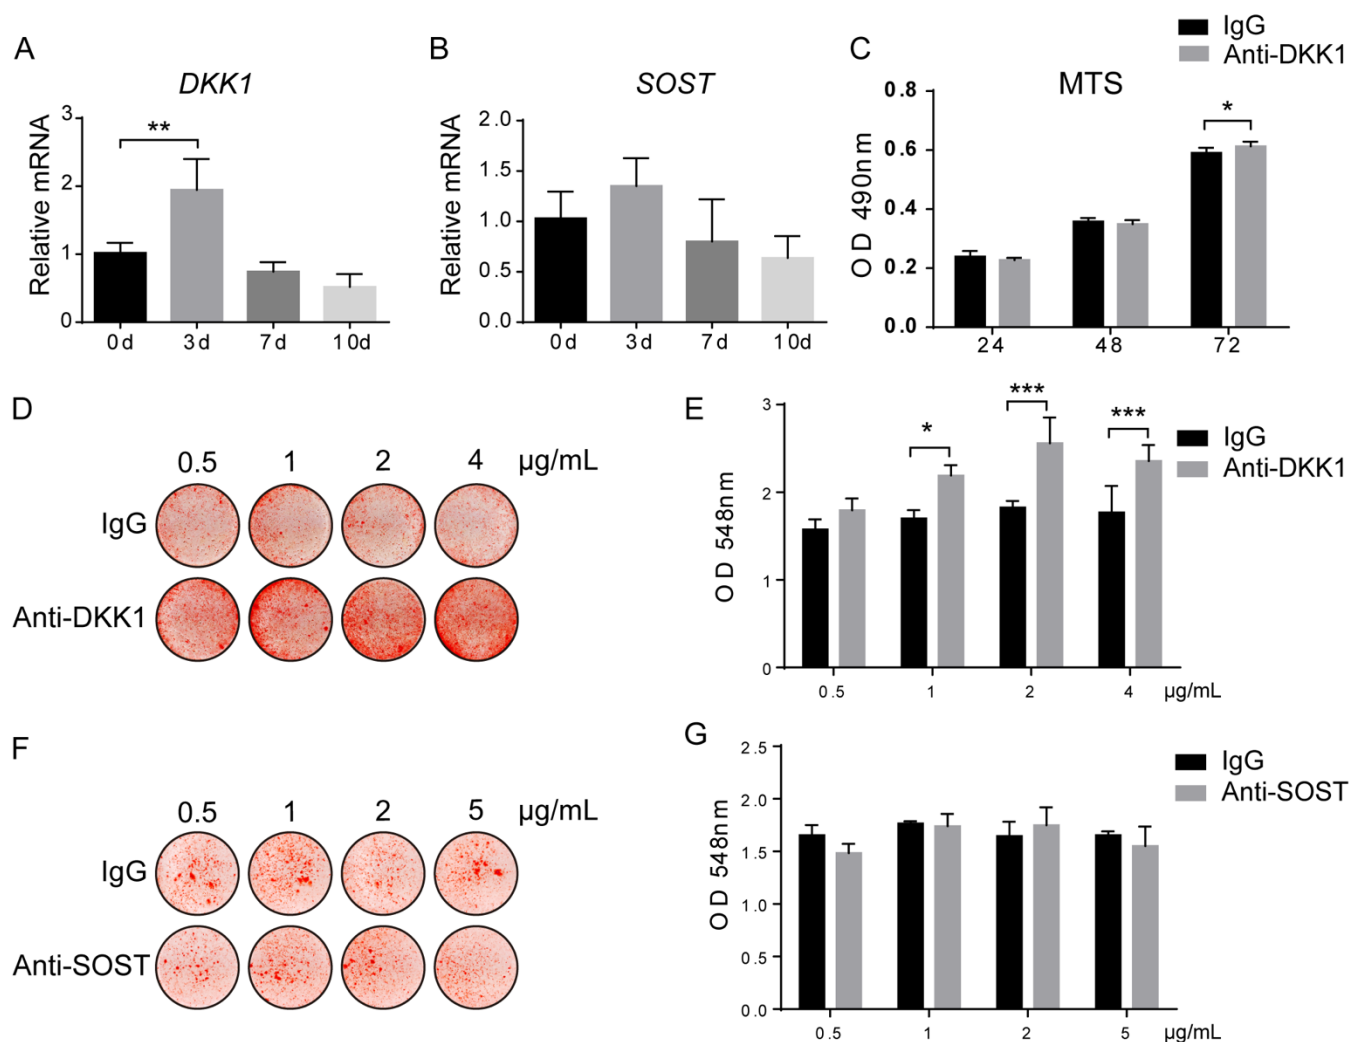 A
DKK1
Relative mRNA
3
2
1
0
**
0d 3d 7d 10d
B
SOST
Relative mRNA
2.0
1.5
1.0
0.5
0.0
0d 3d 7d 10d
C
IgG
Anti-DKK1
MTS
OD 490nm
0.8
0.6
0.4
0.2
0.0
*
24 48 72
D
0.5 1 2 4 µg/mL
IgG
Anti-DKK1
E
OD 548nm
3
2
1
0
* *** ***
IgG
Anti-DKK1
0.5 1 2 4 µg/mL
F
0.5 1 2 5 µg/mL
IgG
Anti-SOST
G
OD 548nm
2.5
2.0
1.5
1.0
0.5
0.0
IgG
Anti-SOST
0.5 1 2 5 µg/mL